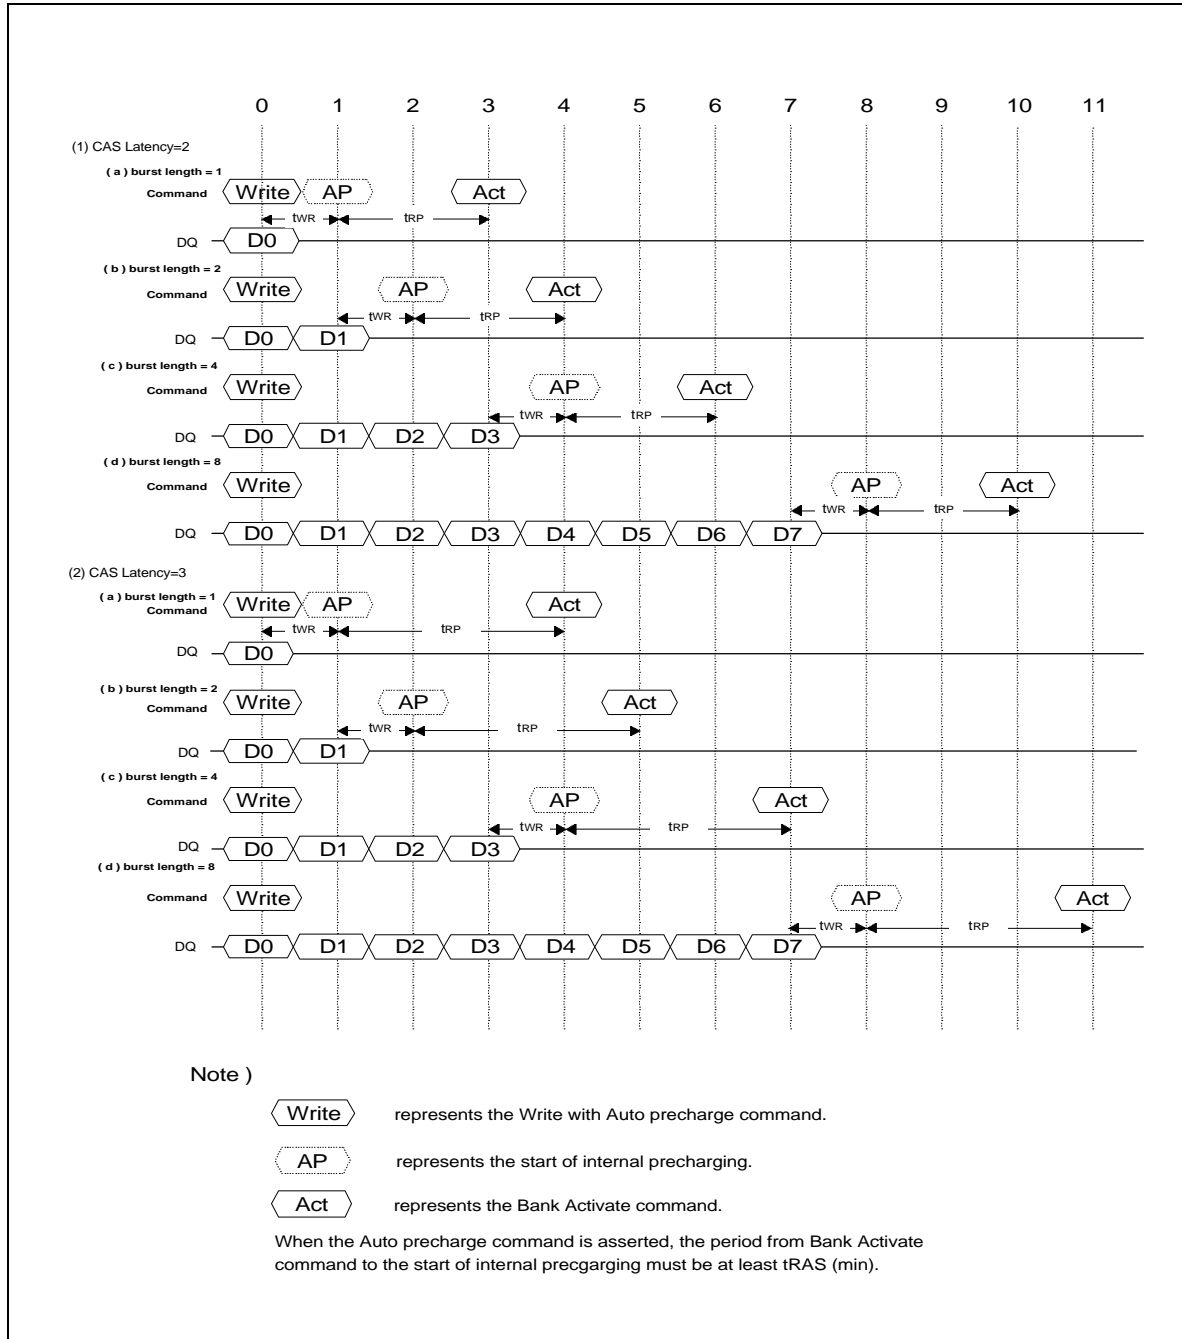 0 1 2 3 4 5 6 7 8 9 10 11
(1) CAS Latency=2
( a ) burst length = 1
Command Write AP Act
tWR tRP
DQ D0
( b ) burst length = 2
Command Write AP Act
tWR tRP
DQ D0 D1
( c ) burst length = 4
Command Write AP Act
tWR tRP
DQ D0 D1 D2 D3
( d ) burst length = 8
Command Write AP Act
tWR tRP
DQ D0 D1 D2 D3 D4 D5 D6 D7
(2) CAS Latency=3
( a ) burst length = 1
Command Write AP Act
tWR tRP
DQ D0
( b ) burst length = 2
Command Write AP Act
tWR tRP
DQ D0 D1
( c ) burst length = 4
Command Write AP Act
tWR tRP
DQ D0 D1 D2 D3
( d ) burst length = 8
Command Write AP Act
tWR tRP
DQ D0 D1 D2 D3 D4 D5 D6 D7
Note )
Write represents the Write with Auto precharge command.
AP represents the start of internal precharging.
Act represents the Bank Activate command.
When the Auto precharge command is asserted, the period from Bank Activate
command to the start of internal precgarging must be at least tRAS (min).